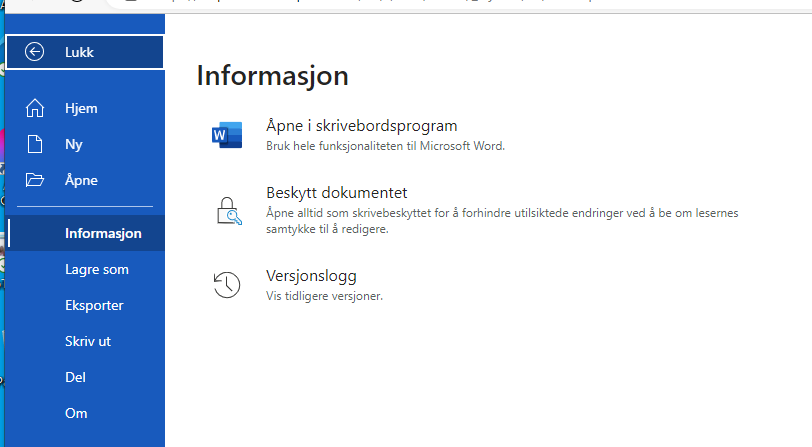 Lukk
Hjem
Ny
Åpne
Informasjon
Lagre som
Eksporter
Skriv ut
Del
Om
Informasjon
W
Åpne i skrivebordsprogram
Bruk hele funksjonaliteten til Microsoft Word.
Beskytt dokumentet
Åpne alltid som skrivebeskyttet for å forhindre utilsiktede endringer ved å be om lesernes
samtykke til å redigere.
Versjonslogg
Vis tidligere versjoner.